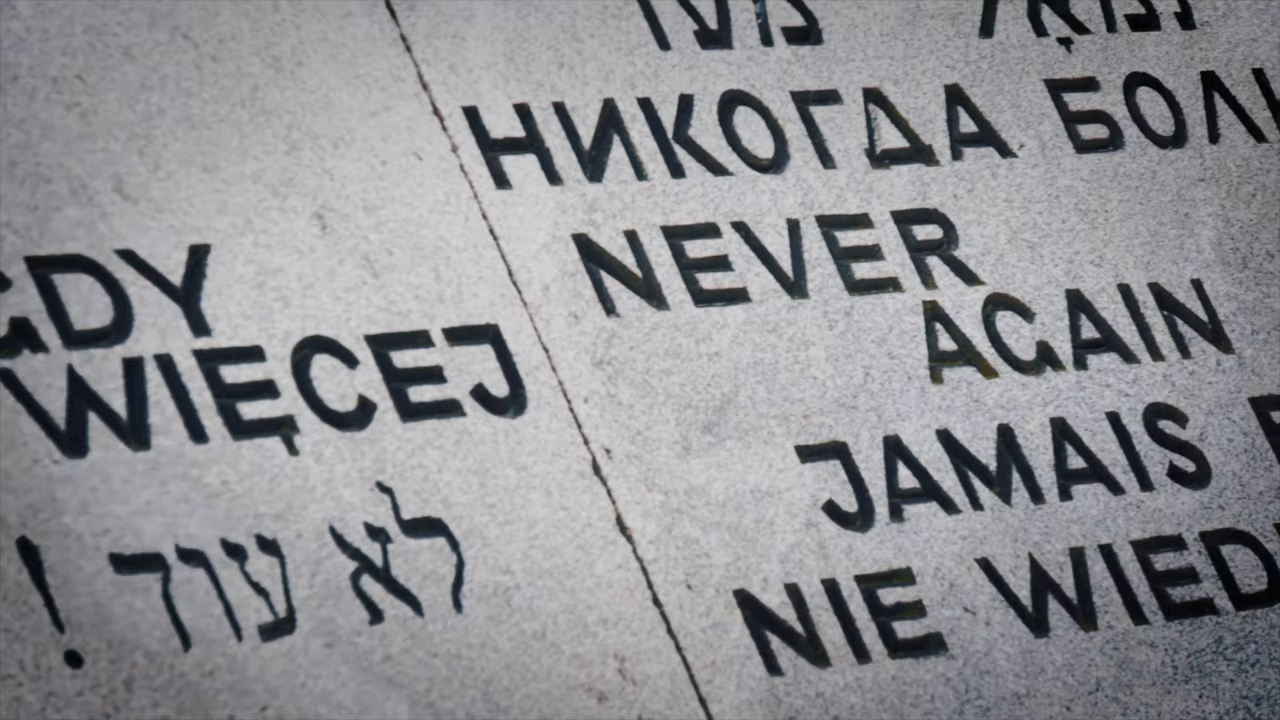 GDY
WIĘCEJ
לא עוד !
НИКОГДА БОЛ
NEVER
AGAIN
JAMAIS
NIE WIED